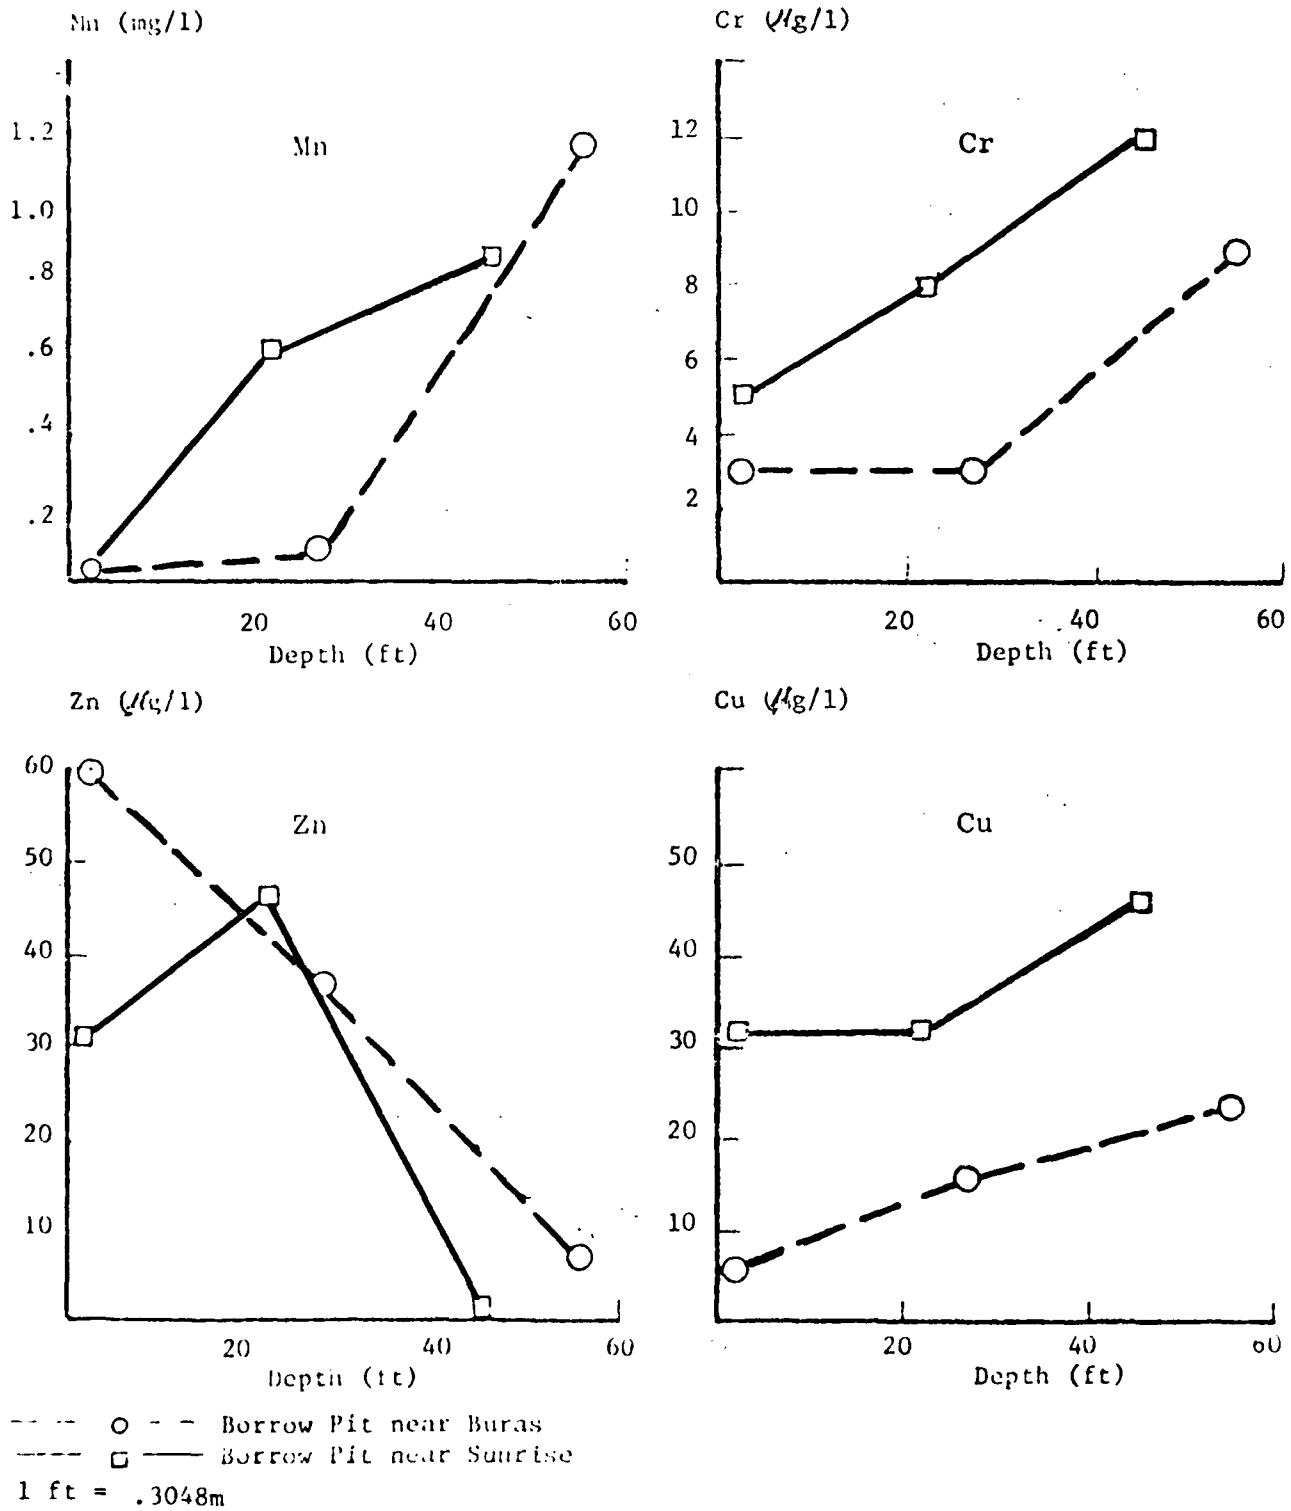 Mn (mg/l)
1.2
1.0
.8
.6
.4
.2
Mn
20 40 60
Depth (ft)
Cr (μg/l)
12
10
8
6
4
2
Cr
20 40 60
Depth (ft)
Zn (μg/l)
60
50
40
30
20
10
Zn
20 40 60
Depth (ft)
Cu (μg/l)
50
40
30
20
10
Cu
20 40 60
Depth (ft)
Borrow Pit near Buras
Borrow Pit near Sunrise
1 ft = .3048m